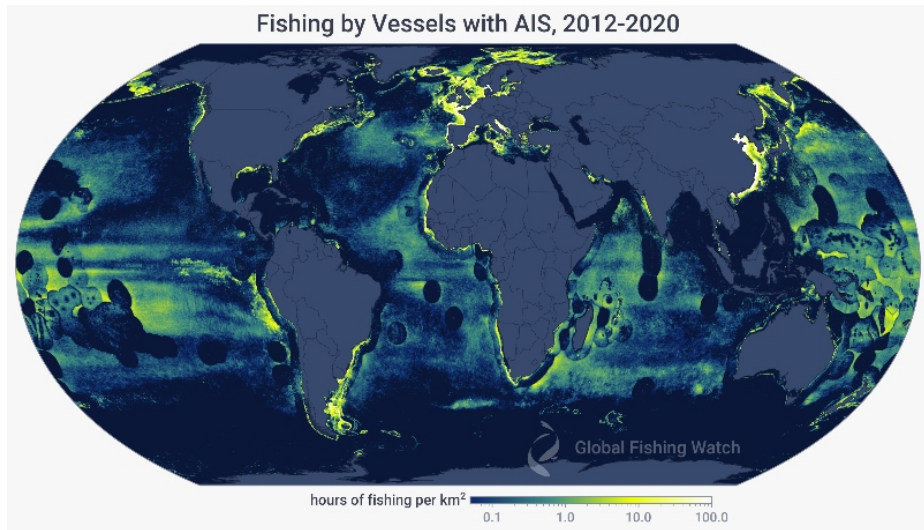 Fishing by Vessels with AIS, 2012-2020
Global Fishing Watch
hours of fishing per km²
0.1 1.0 10.0 100.0